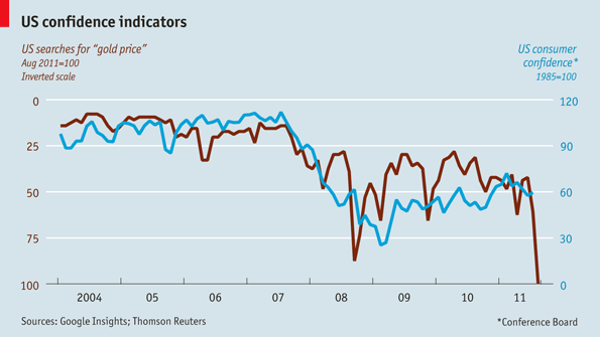 US confidence indicators
US searches for “gold price”
Aug 2011=100
Inverted scale
US consumer
confidence*
1985=100
0
25
50
75
100
120
90
60
30
0
2004 05 06 07 08 09 10 11
Sources: Google Insights; Thomson Reuters
*Conference Board